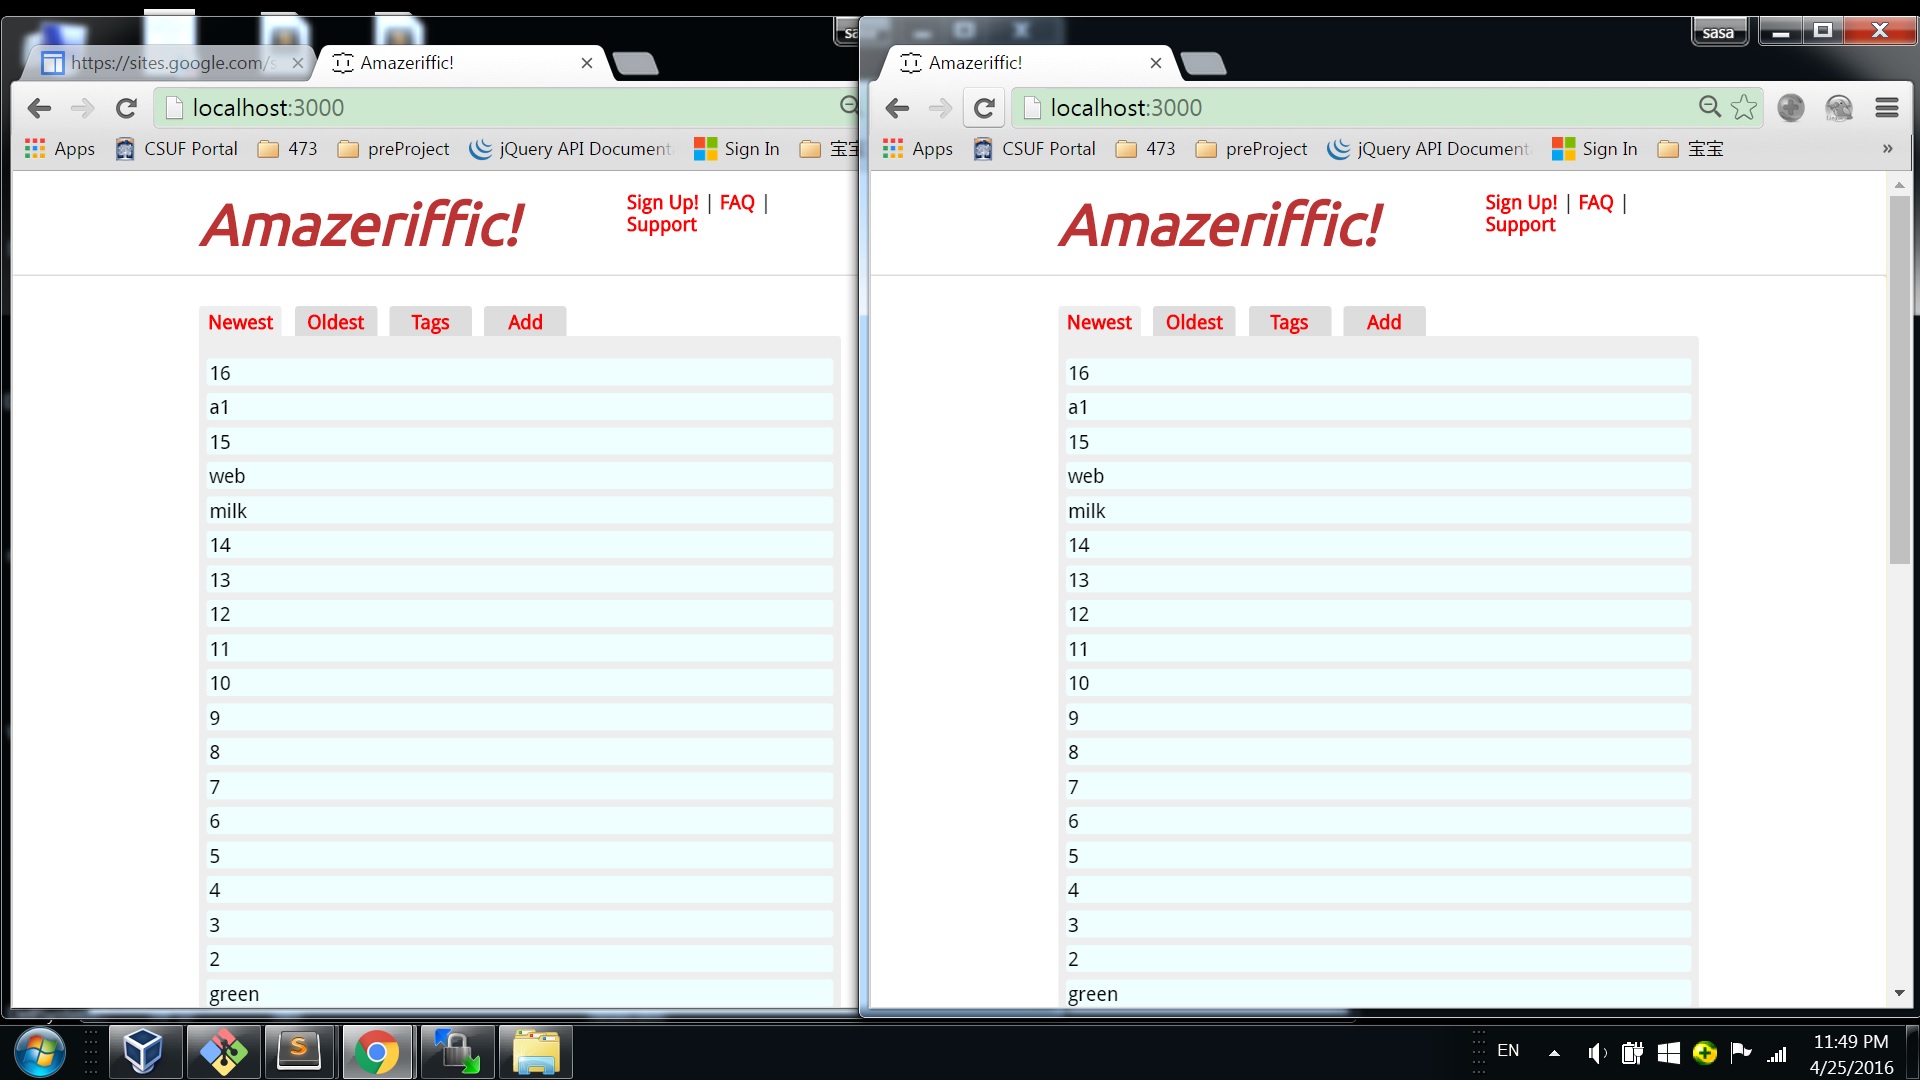 sa
https://sites.google.com/s
Amazeriffic!
localhost:3000
Apps CSUF Portal 473 preProject jQuery API Document Sign In 宝宝
Amazeriffic!
Sign Up! | FAQ |
Support
Newest Oldest Tags Add
16
a1
15
web
milk
14
13
12
11
10
9
8
7
6
5
4
3
2
green
sasa
Amazeriffic!
localhost:3000
Apps CSUF Portal 473 preProject jQuery API Document Sign In 宝宝 »
Amazeriffic!
Sign Up! | FAQ |
Support
Newest Oldest Tags Add
16
a1
15
web
milk
14
13
12
11
10
9
8
7
6
5
4
3
2
green
EN
11:49 PM
4/25/2016